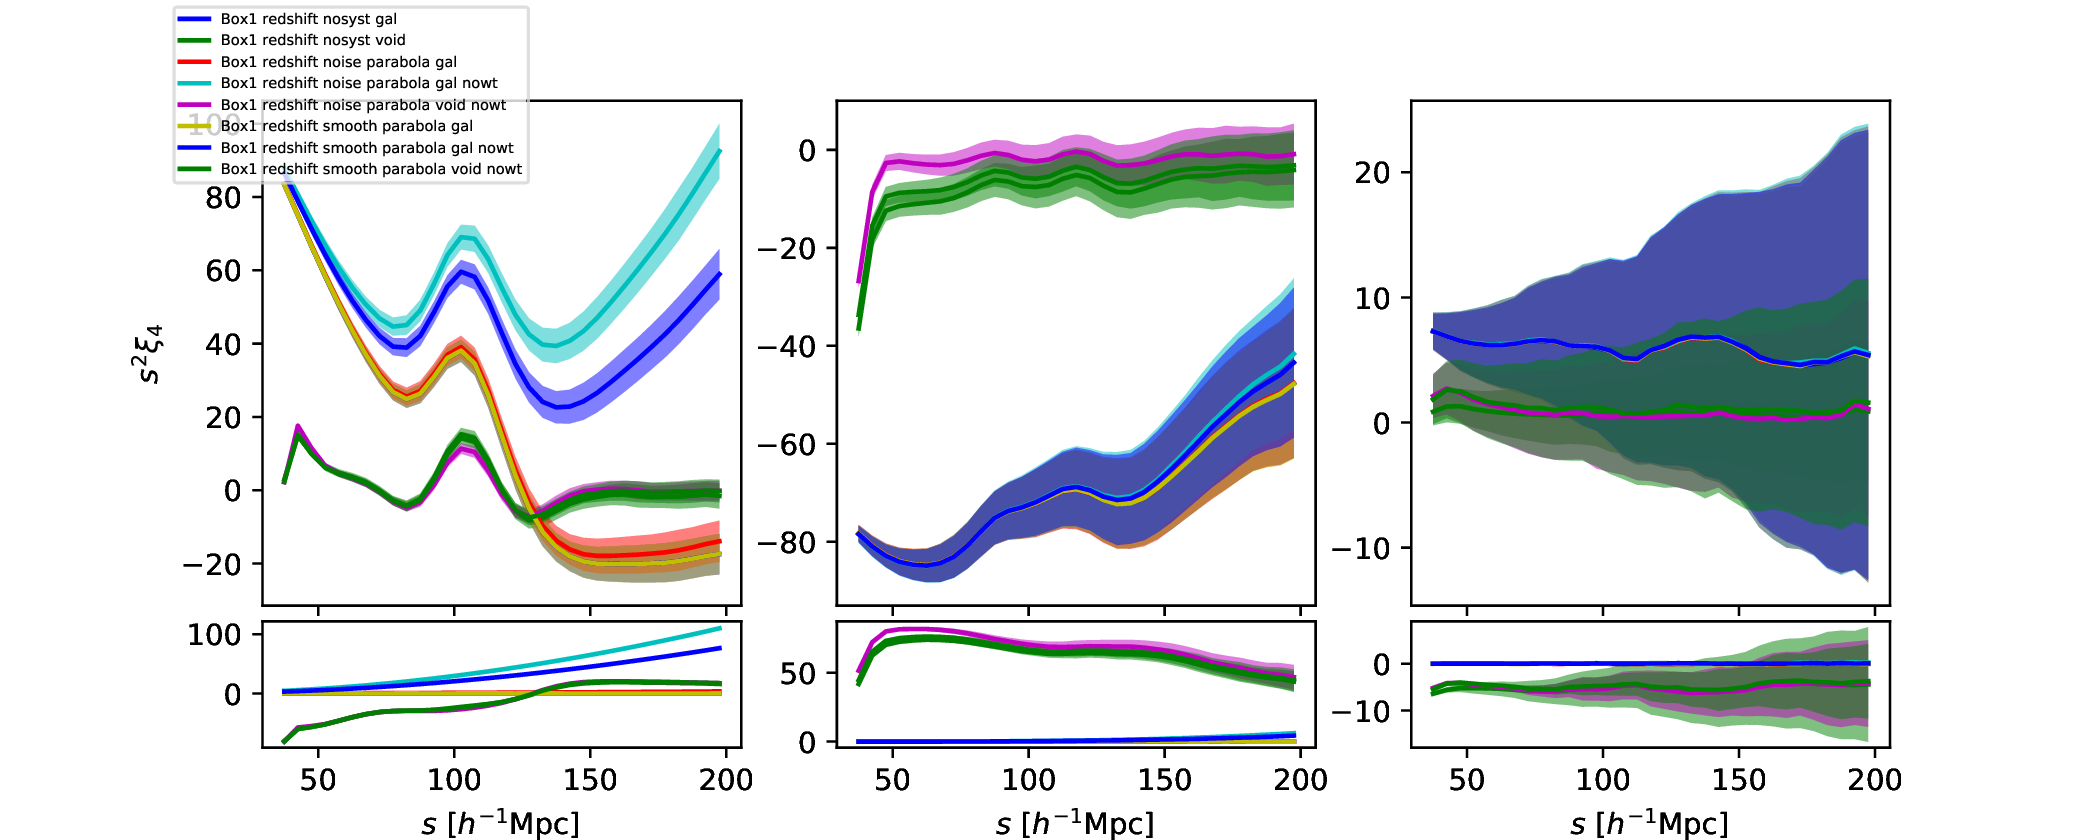 Box1 redshift nosyst gal
Box1 redshift nosyst void
Box1 redshift noise parabola gal
Box1 redshift noise parabola gal nowt
Box1 redshift noise parabola void nowt
Box1 redshift smooth parabola gal
Box1 redshift smooth parabola gal nowt
Box1 redshift smooth parabola void nowt
100
80
60
40
20
0
−20
s²ξ₄
0
−20
−40
−60
−80
20
10
0
−10
100
0
50
0
0
−10
50 100 150 200
50 100 150 200
50 100 150 200
s [h⁻¹Mpc]
s [h⁻¹Mpc]
s [h⁻¹Mpc]